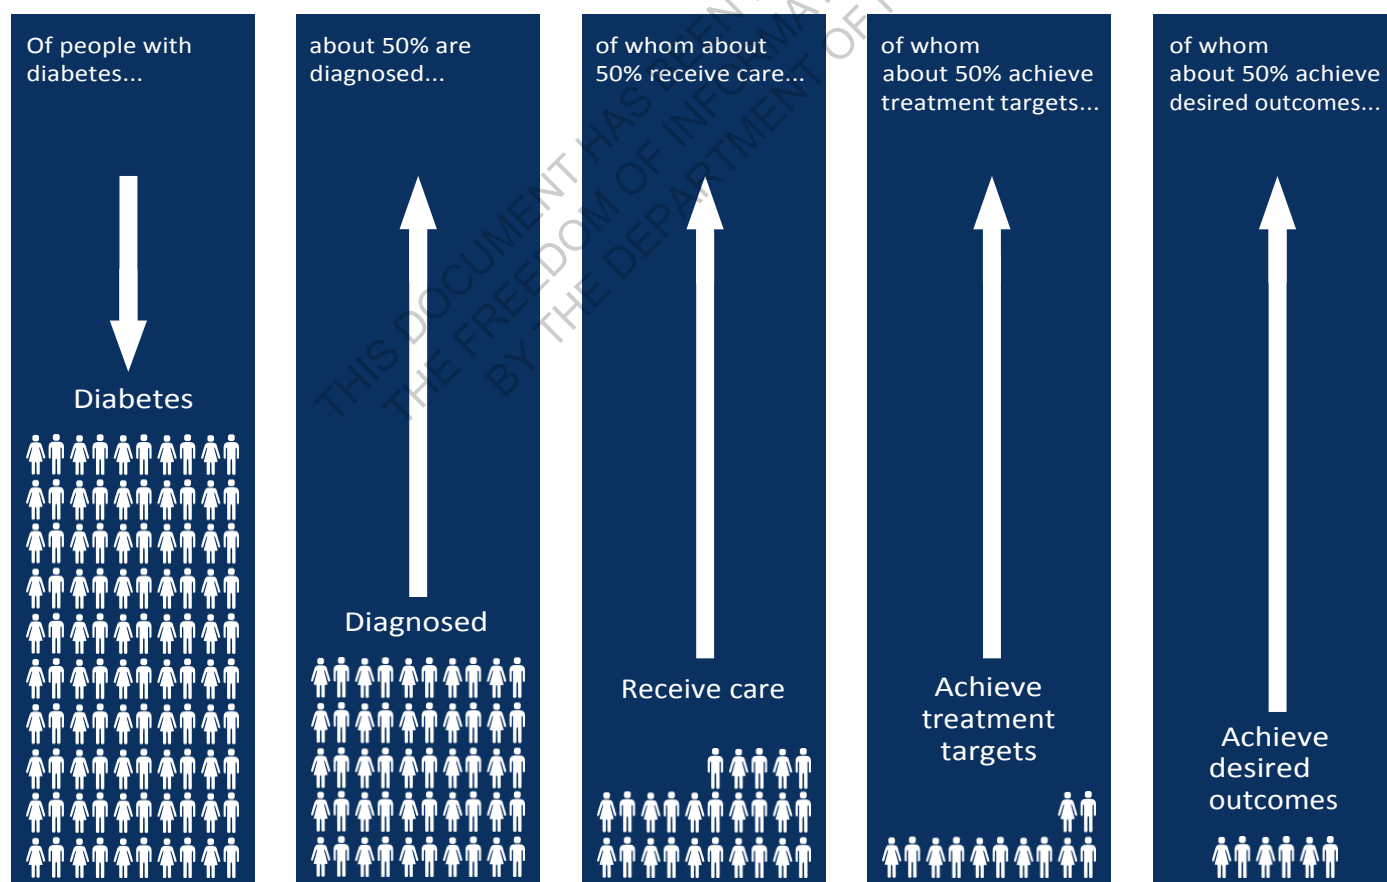 Of people with
diabetes...
about 50% are
diagnosed...
of whom about
50% receive care...
of whom
about 50% achieve
treatment targets...
of whom
about 50% achieve
desired outcomes...
Diabetes
Diagnosed
Receive care
Achieve
treatment
targets
Achieve
desired
outcomes
THIS DOCUMENT HAS BEEN
THE FREEDOM OF
BY THE DEPARTMENT OF